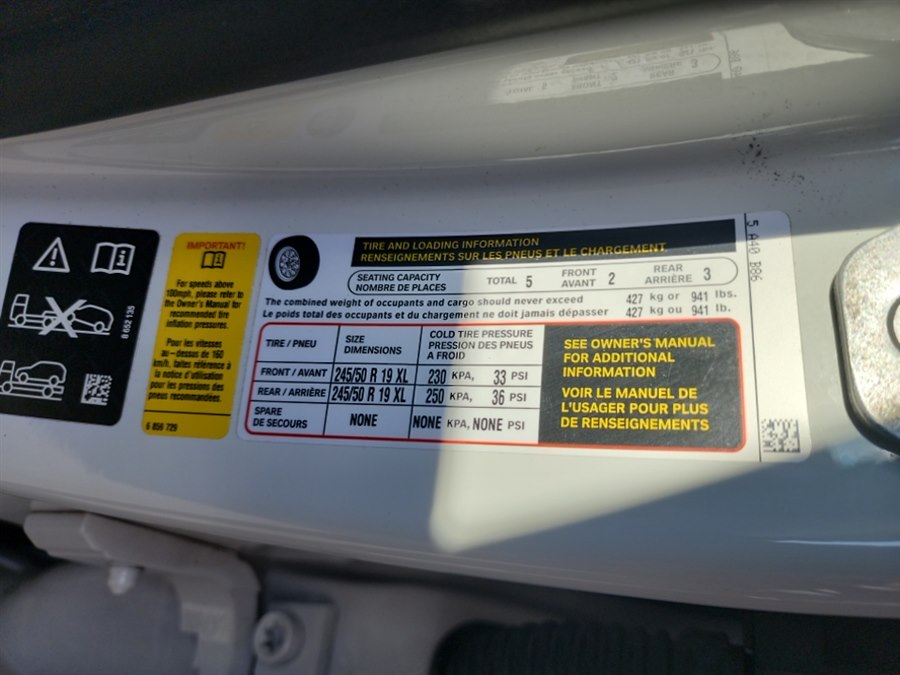 8 652 135
IMPORTANT!
For speeds above
100mph, please refer to
the Owner's Manual for
recommended tire
inflation pressures.
Pour les vitesses
au-dessus de 160
km/h, faites référence à
la notice d'utilisation
pour les pressions des
pneus recommandées.
6 856 729
TIRE AND LOADING INFORMATION
RENSEIGNEMENTS SUR LES PNEUS ET LE CHARGEMENT
SEATING CAPACITY
NOMBRE DE PLACES
TOTAL 5
FRONT
AVANT 2
REAR
ARRIÈRE 3
The combined weight of occupants and cargo should never exceed 427 kg or 941 lbs.
Le poids total des occupants et du chargement ne doit jamais dépasser 427 kg ou 941 lb.
TIRE / PNEU
SIZE
DIMENSIONS
COLD TIRE PRESSURE
PRESSION DES PNEUS
A FROID
FRONT / AVANT 245/50 R 19 XL 230 KPA, 33 PSI
REAR / ARRIÈRE 245/50 R 19 XL 250 KPA, 36 PSI
SPARE
DE SECOURS
NONE NONE KPA, NONE PSI
SEE OWNER'S MANUAL
FOR ADDITIONAL
INFORMATION
VOIR LE MANUEL DE
L'USAGER POUR PLUS
DE RENSEIGNEMENTS
5 A40 B86